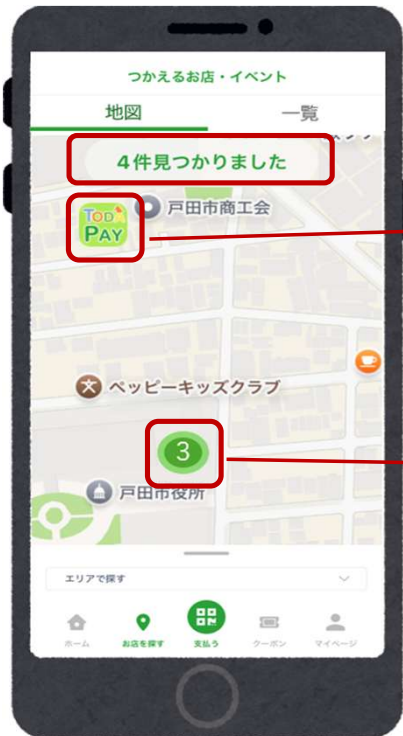 つかえるお店・イベント
地図
一覧
4件見つかりました
TODA
PAY
戸田市商工会
ペッピーキッズクラブ
3
戸田市役所
エリアで探す
ホーム
お店を探す
支払う
クーポン
マイページ